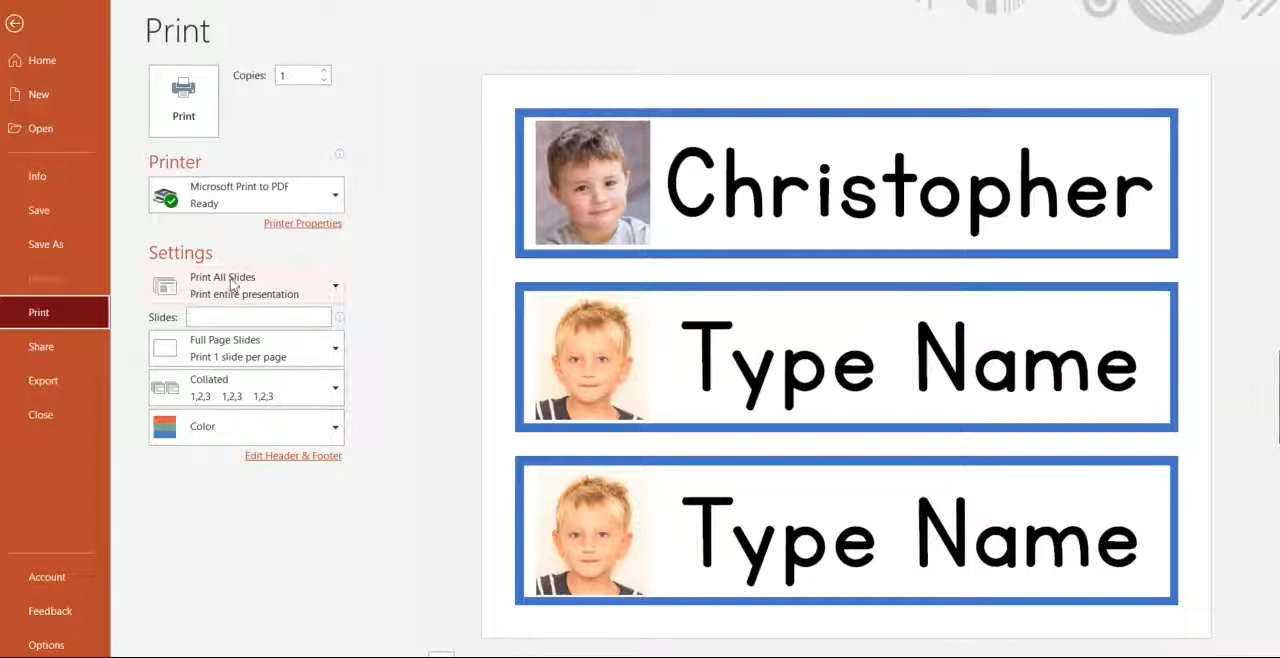 Print
Home
New
Open
Info
Save
Save As
Print
Share
Export
Close
Account
Feedback
Options
Copies: 1
Print
Printer
Microsoft Print to PDF
Ready
Printer Properties
Settings
Print All Slides
Print entire presentation
Slides:
Full Page Slides
Print 1 slide per page
Collated
1,2,3 1,2,3 1,2,3
Color
Edit Header & Footer
Christopher
Type Name
Type Name